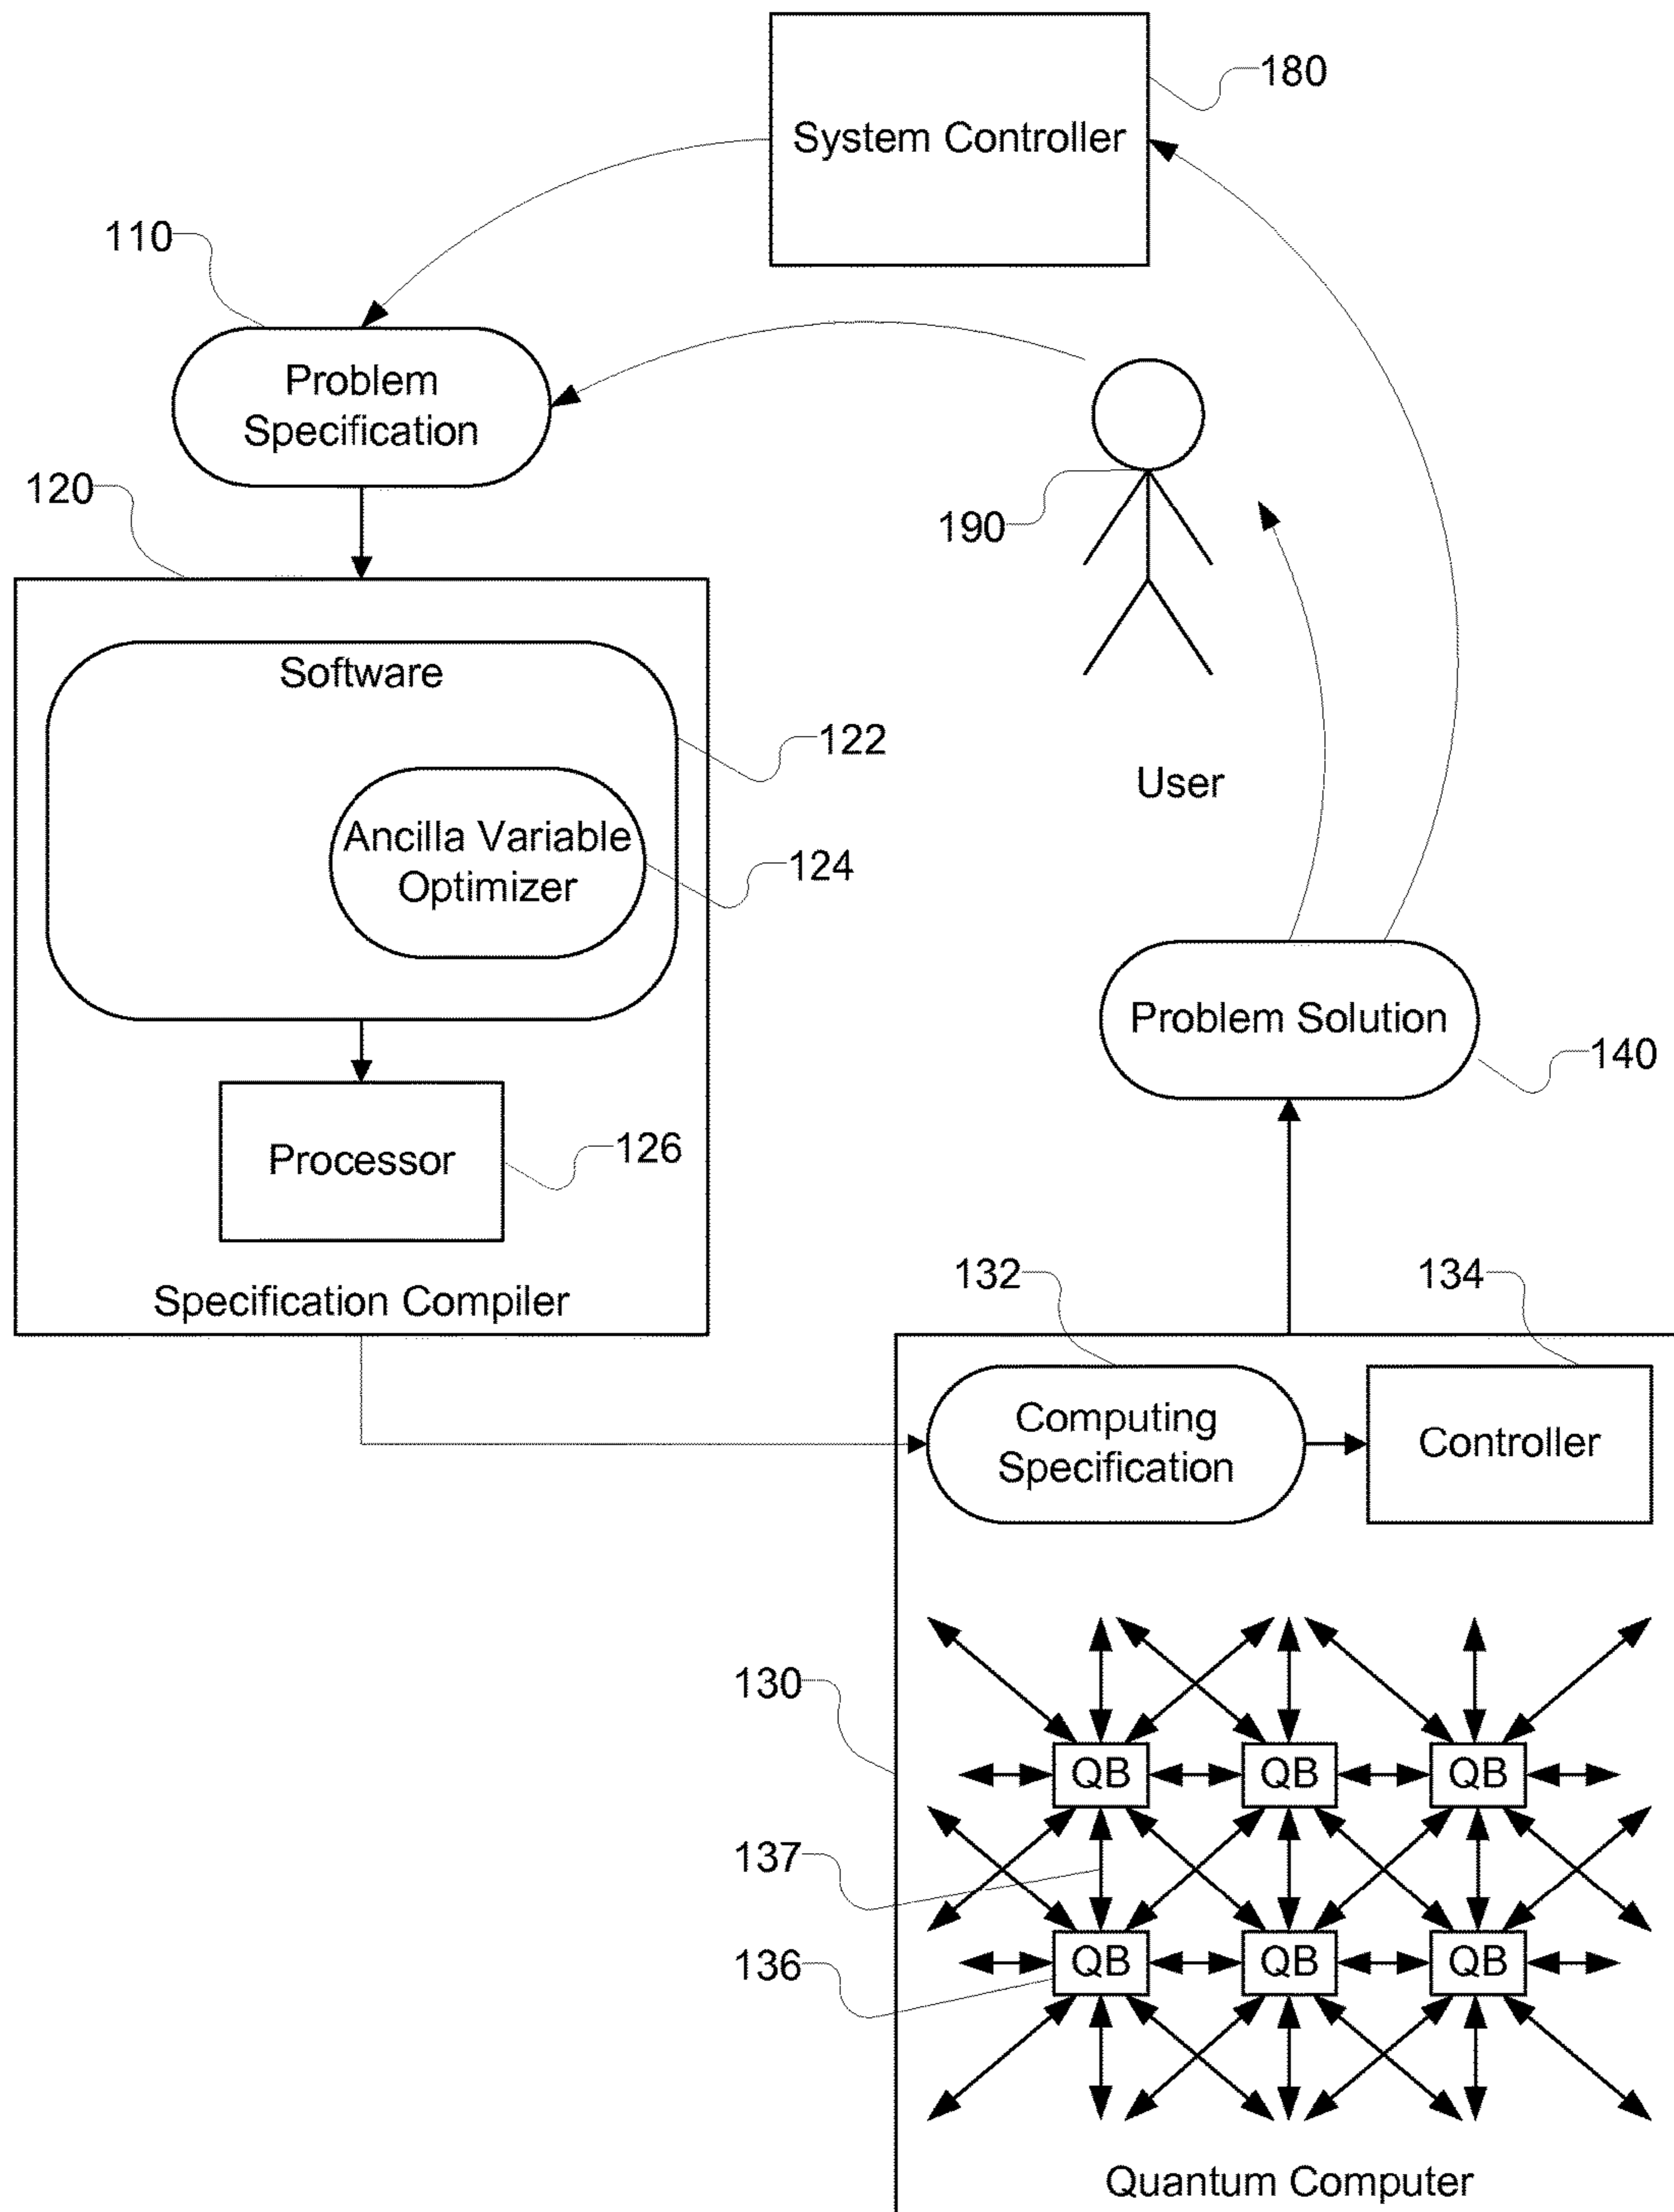 180
System Controller
110
Problem
Specification
120
190
Software
122
User
Ancilla Variable
Optimizer
124
Problem Solution
140
Processor
126
Specification Compiler
132
134
Computing
Specification
Controller
130
QB
QB
QB
137
136
QB
QB
QB
Quantum Computer